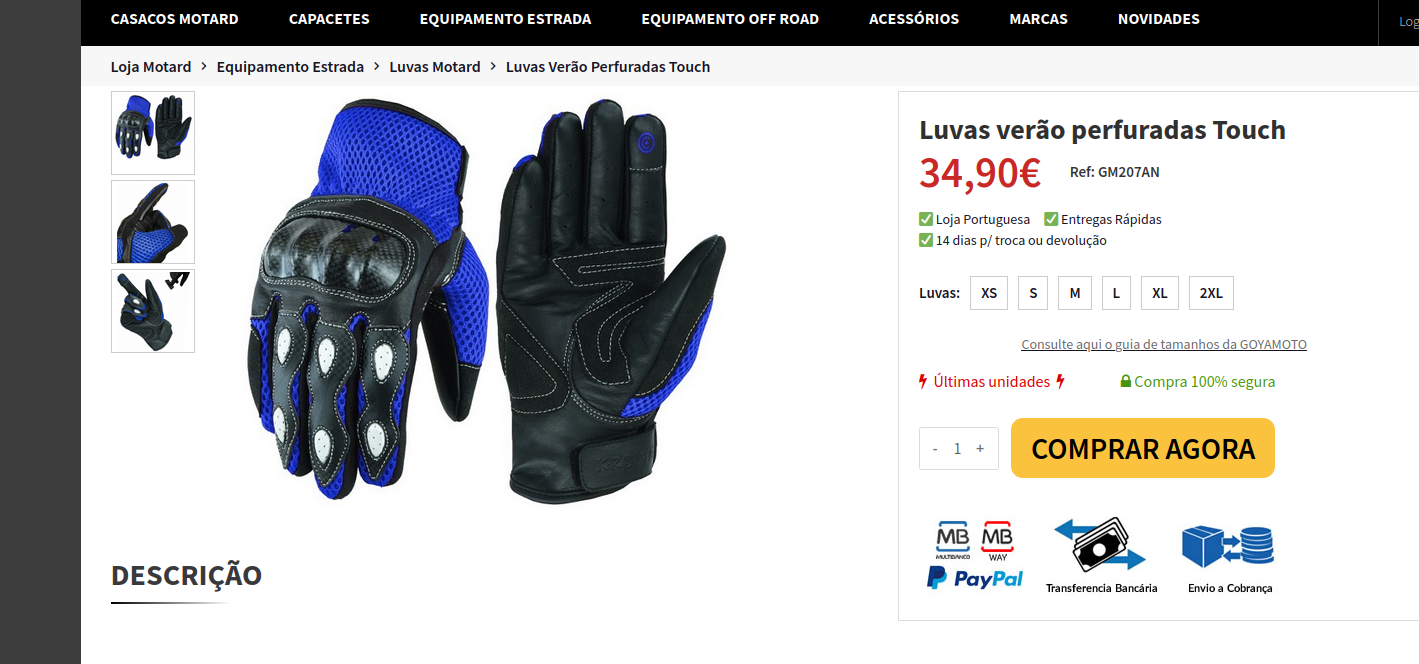 CASACOS MOTARD CAPACETES EQUIPAMENTO ESTRADA EQUIPAMENTO OFF ROAD ACESSÓRIOS MARCAS NOVIDADES
Loja Motard > Equipamento Estrada > Luvas Motard > Luvas Verão Perfuradas Touch
Luvas verão perfuradas Touch
34,90€ Ref: GM207AN
✅ Loja Portuguesa ✅ Entregas Rápidas
✅ 14 dias p/ troca ou devolução
Luvas: XS S M L XL 2XL
Consulte aqui o guia de tamanhos da GOYAMOTO
Últimas unidades Compra 100% segura
- 1 + COMPRAR AGORA
MB MB
MULTIBANCO WAY
PayPal
Transferencia Bancária Envio a Cobrança
DESCRIÇÃO